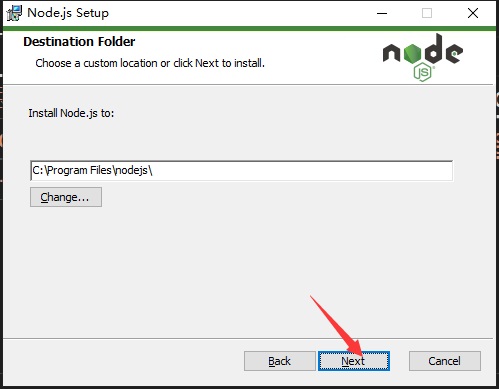 Node.js Setup
Destination Folder
Choose a custom location or click Next to install.
node
JS
Install Node.js to:
C:\Program Files\nodejs\
Change...
Back
Next
Cancel